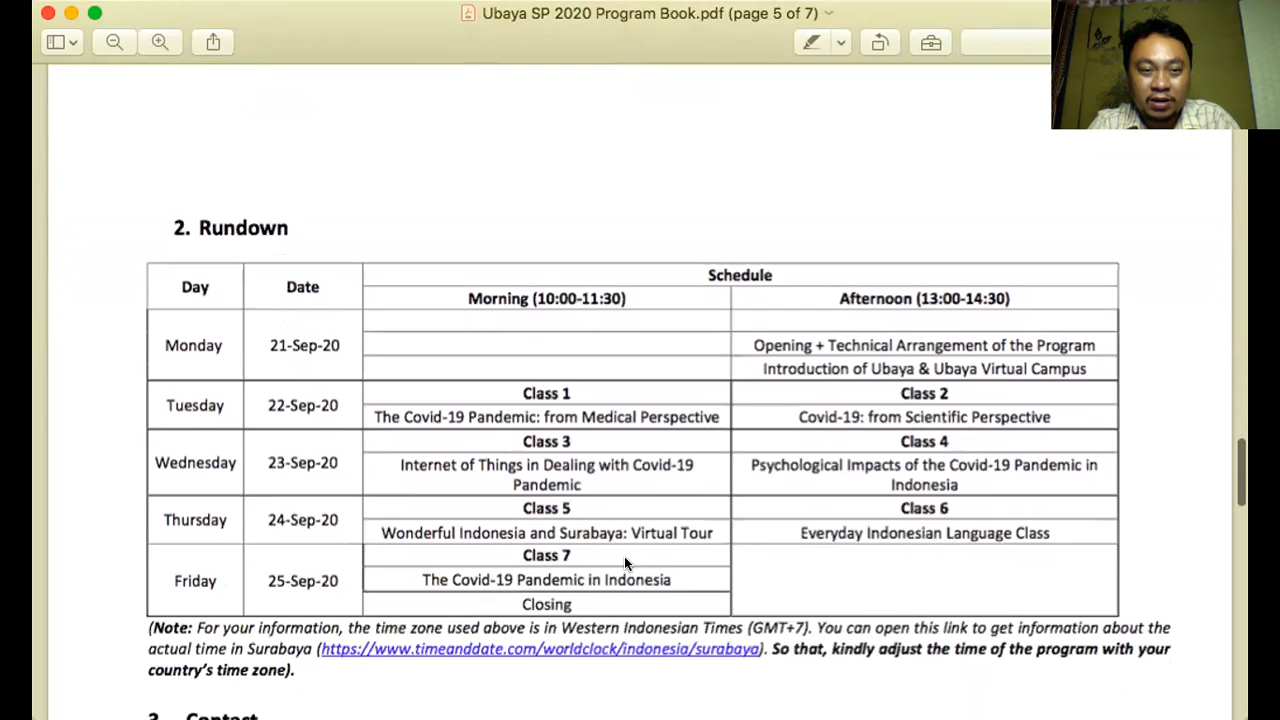 Ubaya SP 2020 Program Book.pdf (page 5 of 7)
2. Rundown
Day
Date
Schedule
Morning (10:00-11:30)
Afternoon (13:00-14:30)
Monday
21-Sep-20
Opening + Technical Arrangement of the Program
Introduction of Ubaya & Ubaya Virtual Campus
Tuesday
22-Sep-20
Class 1
Class 2
The Covid-19 Pandemic: from Medical Perspective
Covid-19: from Scientific Perspective
Wednesday
23-Sep-20
Class 3
Class 4
Internet of Things in Dealing with Covid-19
Pandemic
Psychological Impacts of the Covid-19 Pandemic in
Indonesia
Thursday
24-Sep-20
Class 5
Class 6
Wonderful Indonesia and Surabaya: Virtual Tour
Everyday Indonesian Language Class
Friday
25-Sep-20
Class 7
The Covid-19 Pandemic in Indonesia
Closing
(Note: For your information, the time zone used above is in Western Indonesian Times (GMT+7). You can open this link to get information about the
actual time in Surabaya (https://www.timeanddate.com/worldclock/indonesia/surabaya). So that, kindly adjust the time of the program with your
country's time zone).
3. Contact